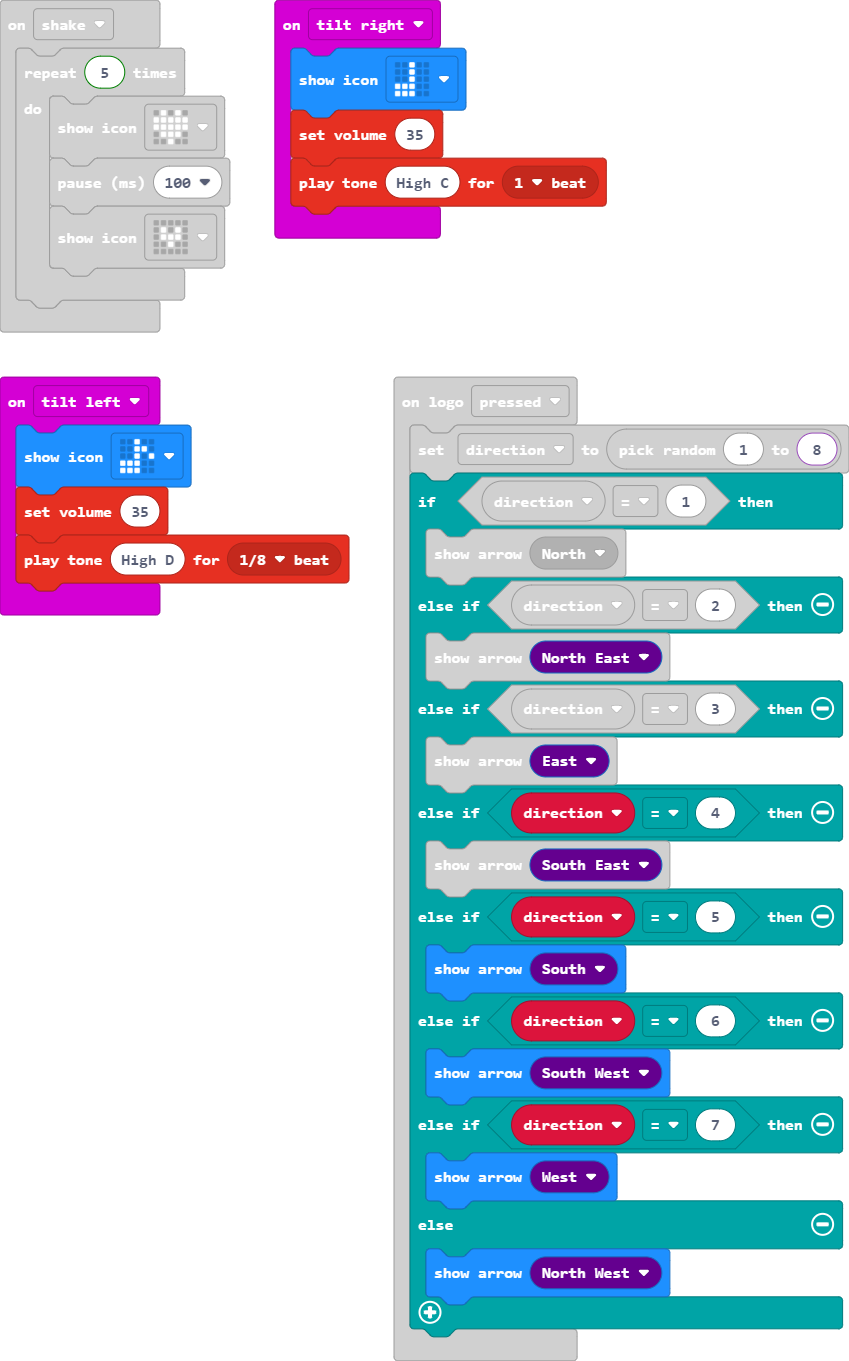 on shake
repeat 5 times
do
show icon
pause (ms) 100
show icon
on tilt right
show icon
set volume 35
play tone High C for 1 beat
on tilt left
show icon
set volume 35
play tone High D for 1/8 beat
on logo pressed
set direction to pick random 1 to 8
if direction = 1 then
show arrow North
else if direction = 2 then
show arrow North East
else if direction = 3 then
show arrow East
else if direction = 4 then
show arrow South East
else if direction = 5 then
show arrow South
else if direction = 6 then
show arrow South West
else if direction = 7 then
show arrow West
else
show arrow North West